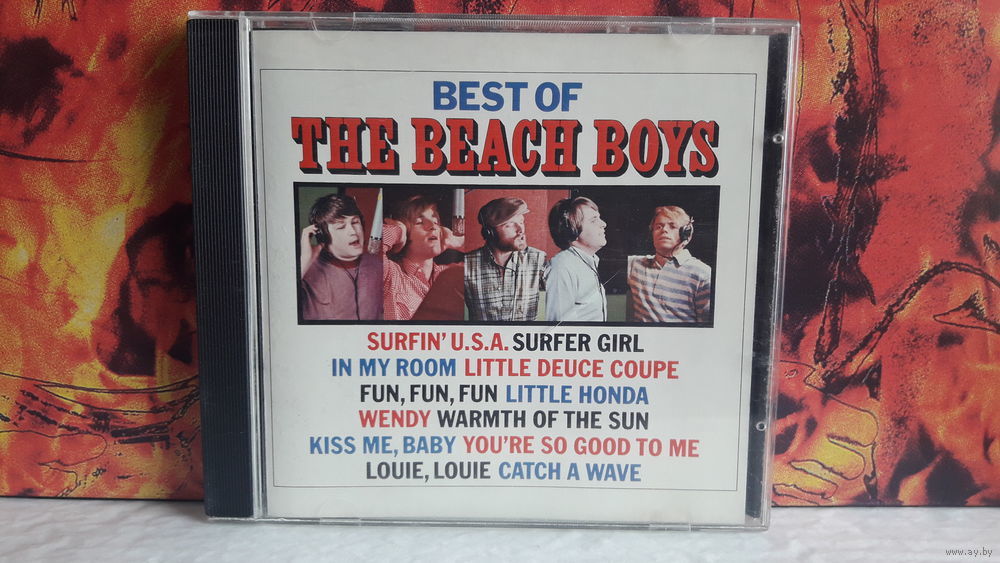 BEST OF
THE BEACH BOYS
SURFIN' U.S.A. SURFER GIRL
IN MY ROOM LITTLE DEUCE COUPE
FUN, FUN, FUN LITTLE HONDA
WENDY WARMTH OF THE SUN
KISS ME, BABY YOU'RE SO GOOD TO ME
LOUIE, LOUIE CATCH A WAVE
www.ay.by